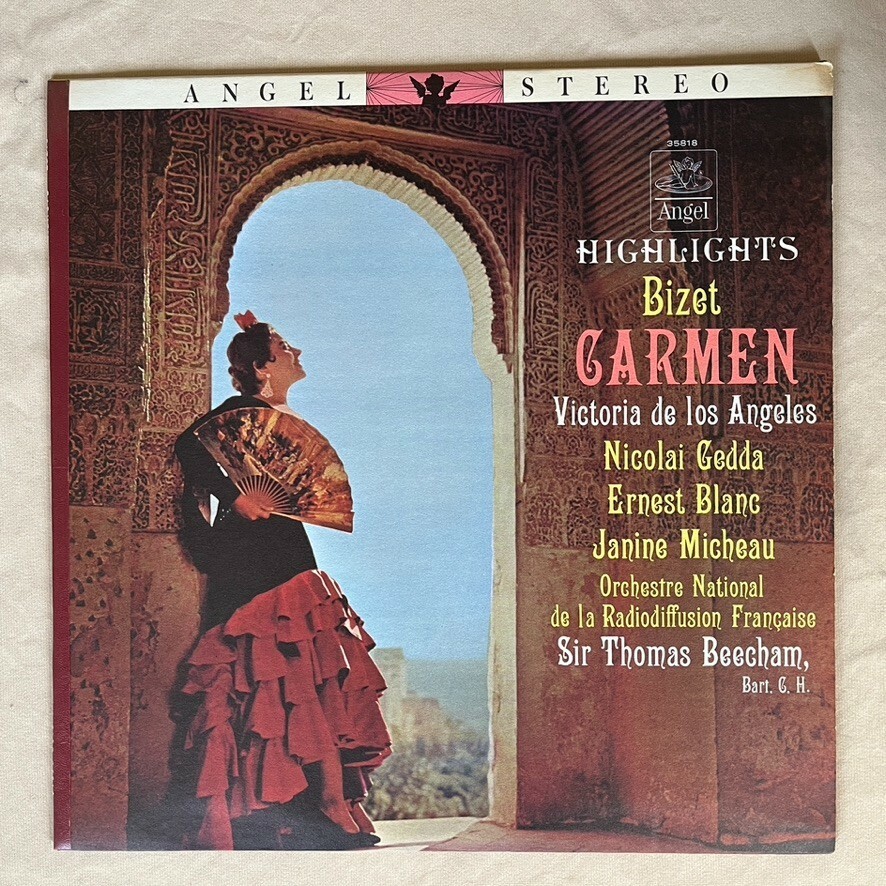 ANGEL STEREO
35818
Angel
HIGHLIGHTS
Bizet
CARMEN
Victoria de los Angeles
Nicolai Gedda
Ernest Blanc
Janine Micheau
Orchestre National
de la Radiodiffusion Française
Sir Thomas Beecham,
Bart. C. H.